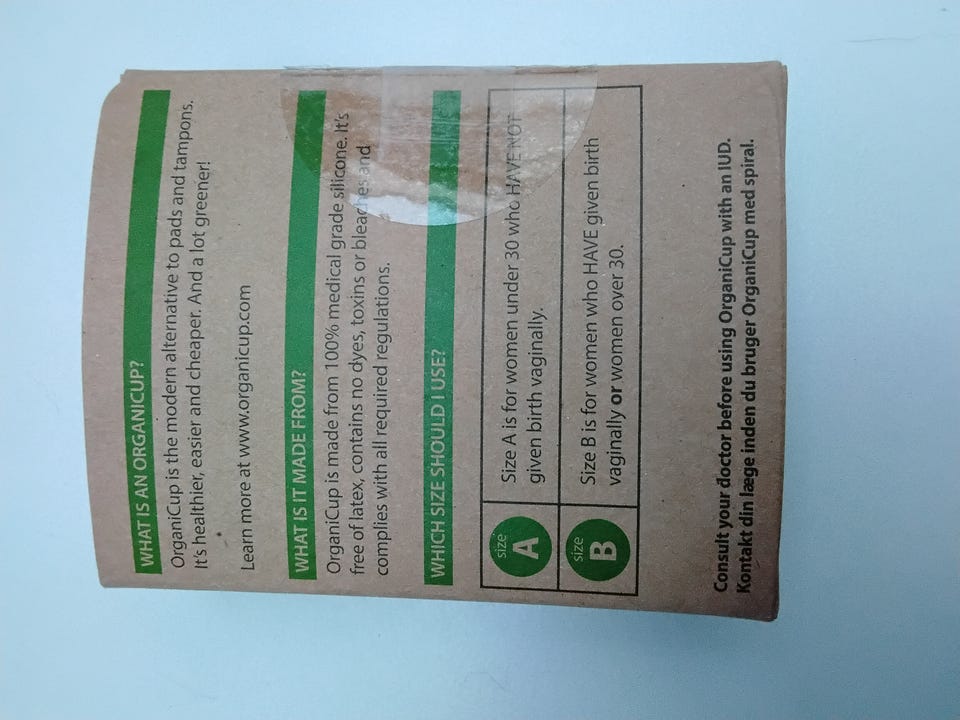 WHAT IS AN ORGANICUP?
OrganiCup is the modern alternative to pads and tampons.
It's healthier, easier and cheaper. And a lot greener!
Learn more at www.organicup.com
WHAT IS IT MADE FROM?
OrganiCup is made from 100% medical grade silicone. It's
free of latex, contains no dyes, toxins or bleaches and
complies with all required regulations.
WHICH SIZE SHOULD I USE?
size
A
Size A is for women under 30 who HAVE NOT
given birth vaginally.
size
B
Size B is for women who HAVE given birth
vaginally or women over 30.
Consult your doctor before using OrganiCup with an IUD.
Kontakt din læge inden du bruger OrganiCup med spiral.